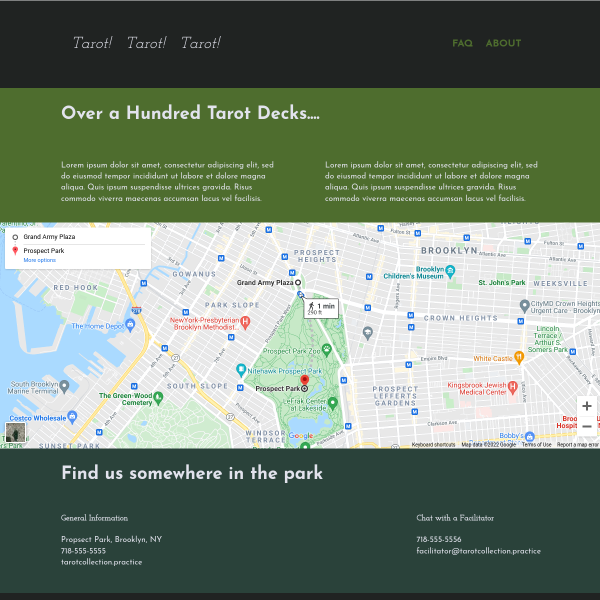 Tarot! Tarot! Tarot!
FAQ ABOUT
Over a Hundred Tarot Decks....
Lorem ipsum dolor sit amet, consectetur adipiscing elit, sed
do eiusmod tempor incididunt ut labore et dolore magna
aliqua. Quis ipsum suspendisse ultrices gravida. Risus
commodo viverra maecenas accumsan lacus vel facilisis.
Lorem ipsum dolor sit amet, consectetur adipiscing elit, sed
do eiusmod tempor incididunt ut labore et dolore magna
aliqua. Quis ipsum suspendisse ultrices gravida. Risus
commodo viverra maecenas accumsan lacus vel facilisis.
Grand Army Plaza
Prospect Park
More options
RED HOOK
GOWANUS
PROSPECT
HEIGHTS
BROOKLYN
Atlantic Ave
Fulton St
Brooklyn
Children's Museum
St. John's Park
WEEKSVILLE
Grand Army Plaza
1 min
240 ft
PARK SLOPE
278
The Home Depot
NewYork-Presbyterian
Brooklyn Methodist...
CROWN HEIGHTS
CityMD Crown Heights
Urgent Care - Brooklyn
Lincoln
Terrace /
Arthur S.
Somers Park
Prospect Park Zoo
27
Empire Blvd
White Castle
Nitehawk Prospect Park
Prospect Park
SOUTH SLOPE
South Brooklyn
Marine Terminal
The Green-Wood
Cemetery
LeFrak Center
at Lakeside
PROSPECT
LEFFERTS
GARDENS
Kingsbrook Jewish
Medical Center
Costco Wholesale
WINDSOR
TERRACE
SUNSET PARK
Clarkson Ave
Bobby's
Google
Keyboard shortcuts Map data ©2022 Google Terms of Use Report a map error
Find us somewhere in the park
General Information
Propsect Park, Brooklyn, NY
718-555-5555
tarotcollection.practice
Chat with a Facilitator
718-555-5556
facilitator@tarotcollection.practice